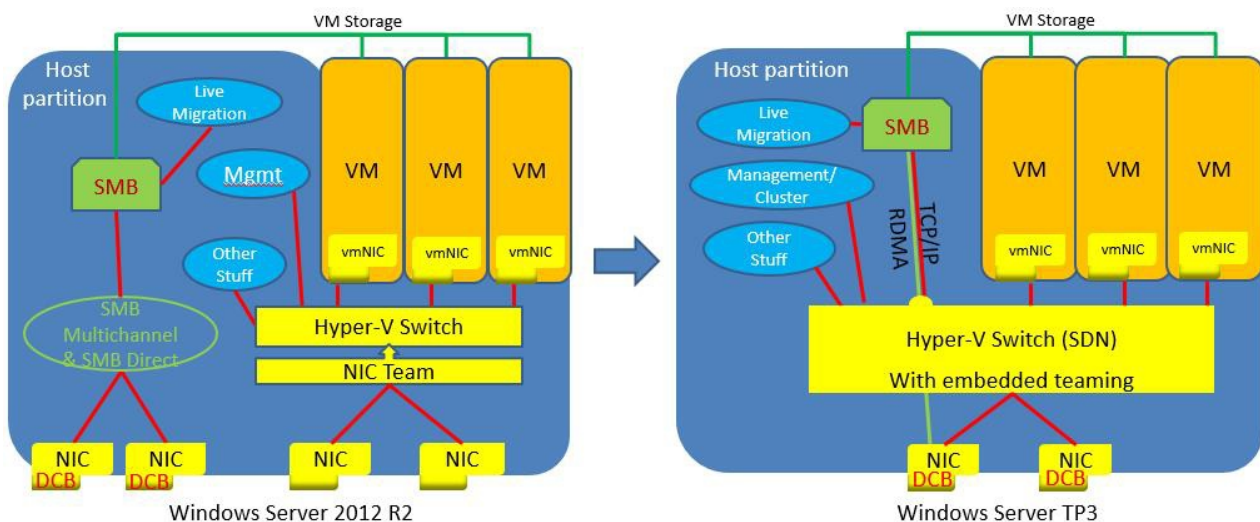 VM Storage
Host
partition
Live
Migration
SMB
Mgmt
Other
Stuff
VM
VM
VM
vmNIC
vmNIC
vmNIC
SMB
Multichannel
& SMB Direct
Hyper-V Switch
NIC Team
NIC
DCB
NIC
DCB
NIC
NIC
Windows Server 2012 R2
VM Storage
Host partition
Live
Migration
SMB
Management/
Cluster
Other
Stuff
TCP/IP
RDMA
VM
VM
VM
vmNIC
vmNIC
vmNIC
Hyper-V Switch (SDN)
With embedded teaming
NIC
DCB
NIC
DCB
Windows Server TP3